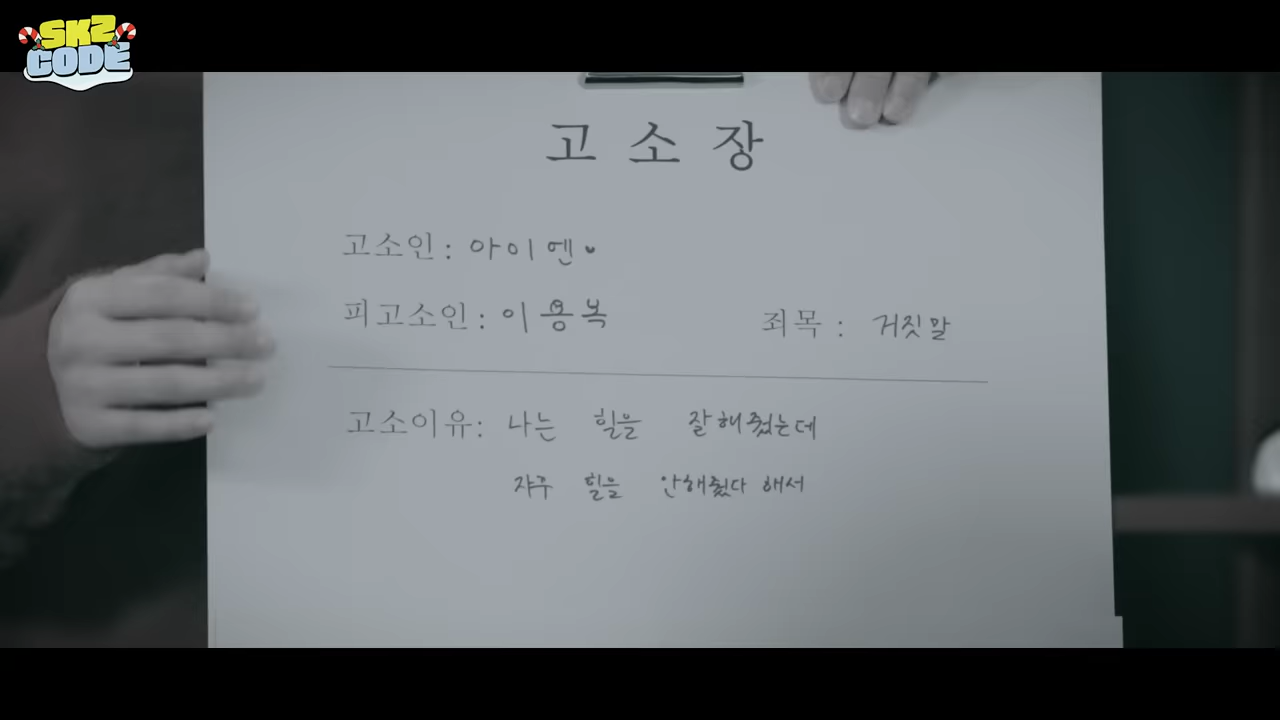 SKZ
CODE
고 소 장
고소인 : 아이엔
피고소인 : 이용복
죄목 : 거짓말
고소이유: 나는 힐을 잘해줬는데
자꾸 힐을 안해줬다 해서